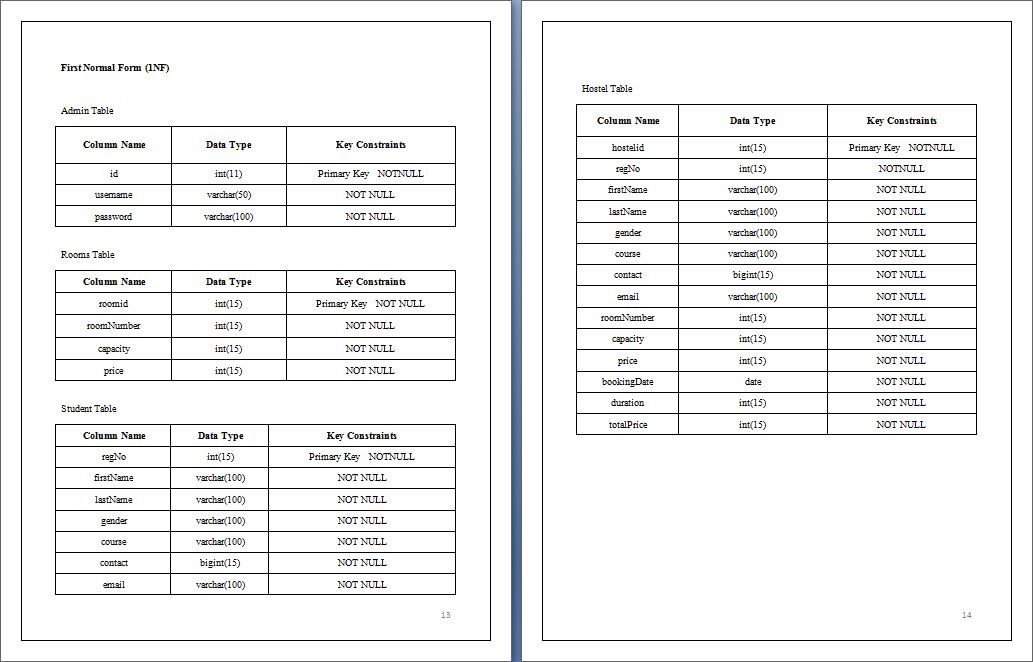 First Normal Form (1NF)
Admin Table
Column Name Data Type Key Constraints
id int(11) Primary Key NOTNULL
username varchar(50) NOT NULL
password varchar(100) NOT NULL
Rooms Table
Column Name Data Type Key Constraints
roomid int(15) Primary Key NOT NULL
roomNumber int(15) NOT NULL
capacity int(15) NOT NULL
price int(15) NOT NULL
Student Table
Column Name Data Type Key Constraints
regNo int(15) Primary Key NOTNULL
firstName varchar(100) NOT NULL
lastName varchar(100) NOT NULL
gender varchar(100) NOT NULL
course varchar(100) NOT NULL
contact bigint(15) NOT NULL
email varchar(100) NOT NULL
13
Hostel Table
Column Name Data Type Key Constraints
hostelid int(15) Primary Key NOTNULL
regNo int(15) NOTNULL
firstName varchar(100) NOT NULL
lastName varchar(100) NOT NULL
gender varchar(100) NOT NULL
course varchar(100) NOT NULL
contact bigint(15) NOT NULL
email varchar(100) NOT NULL
roomNumber int(15) NOT NULL
capacity int(15) NOT NULL
price int(15) NOT NULL
bookingDate date NOT NULL
duration int(15) NOT NULL
totalPrice int(15) NOT NULL
14